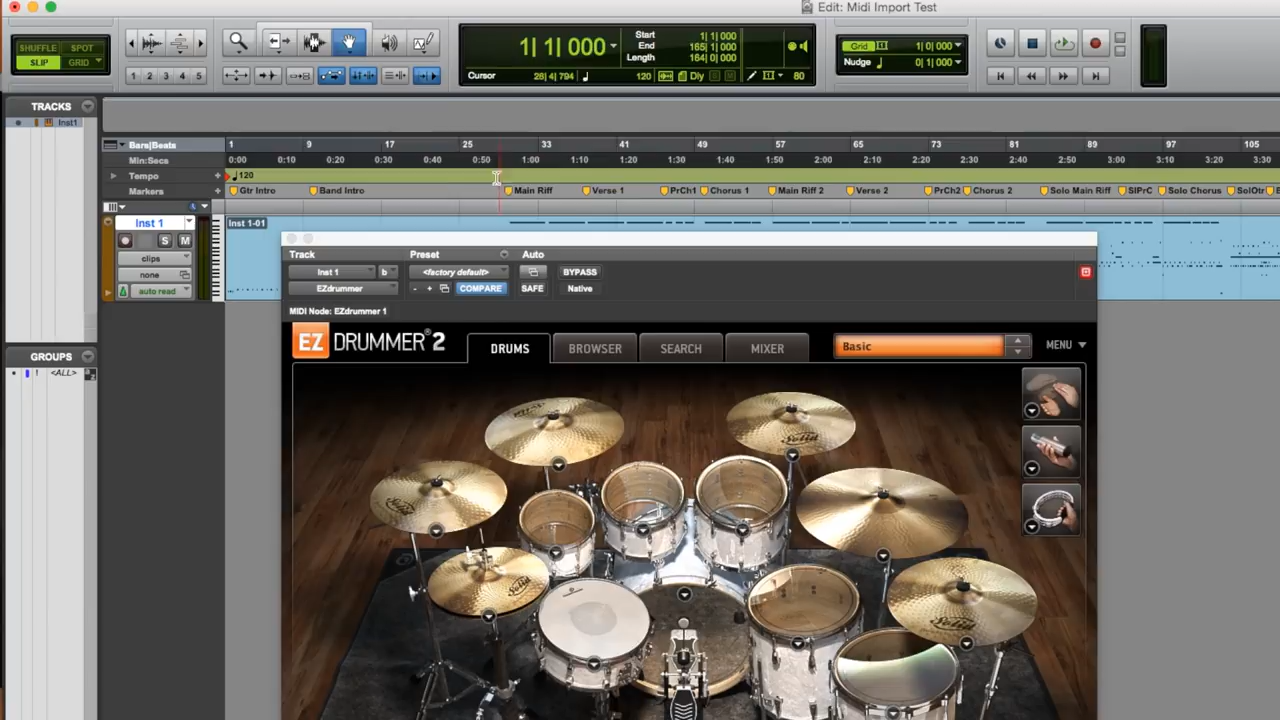 Edit: Midi Import Test
SHUFFLE SPOT
SLIP GRID
1 2 3 4 5
1| 1| 000
Start 1| 1| 000
End 165| 1| 000
Length 164| 0| 000
Cursor 28| 4| 794 120 Dly S M 80
Grid 1| 0| 000
Nudge 0| 1| 000
TRACKS
Inst1
Bars|Beats 1 9 17 25 33 41 49 57 65 73 81 89 97 105
Min:Secs 0:00 0:10 0:20 0:30 0:40 0:50 1:00 1:10 1:20 1:30 1:40 1:50 2:00 2:10 2:20 2:30 2:40 2:50 3:00 3:10 3:20 3:30
Tempo + 120
Markers + Gtr Intro Band Intro Main Riff Verse 1 PrCh1 Chorus 1 Main Riff 2 Verse 2 PrCh2 Chorus 2 Solo Main Riff SlPrC Solo Chorus SolOtr
Inst 1 Inst 1-01
S M
clips
none
auto read
GROUPS
! <ALL>
Track Preset Auto
Inst 1 b <factory default> BYPASS
EZdrummer - + COMPARE SAFE Native
MIDI Node: EZdrummer 1
EZ DRUMMER® 2 DRUMS BROWSER SEARCH MIXER Basic MENU
Solid
Solid
Solid
Solid